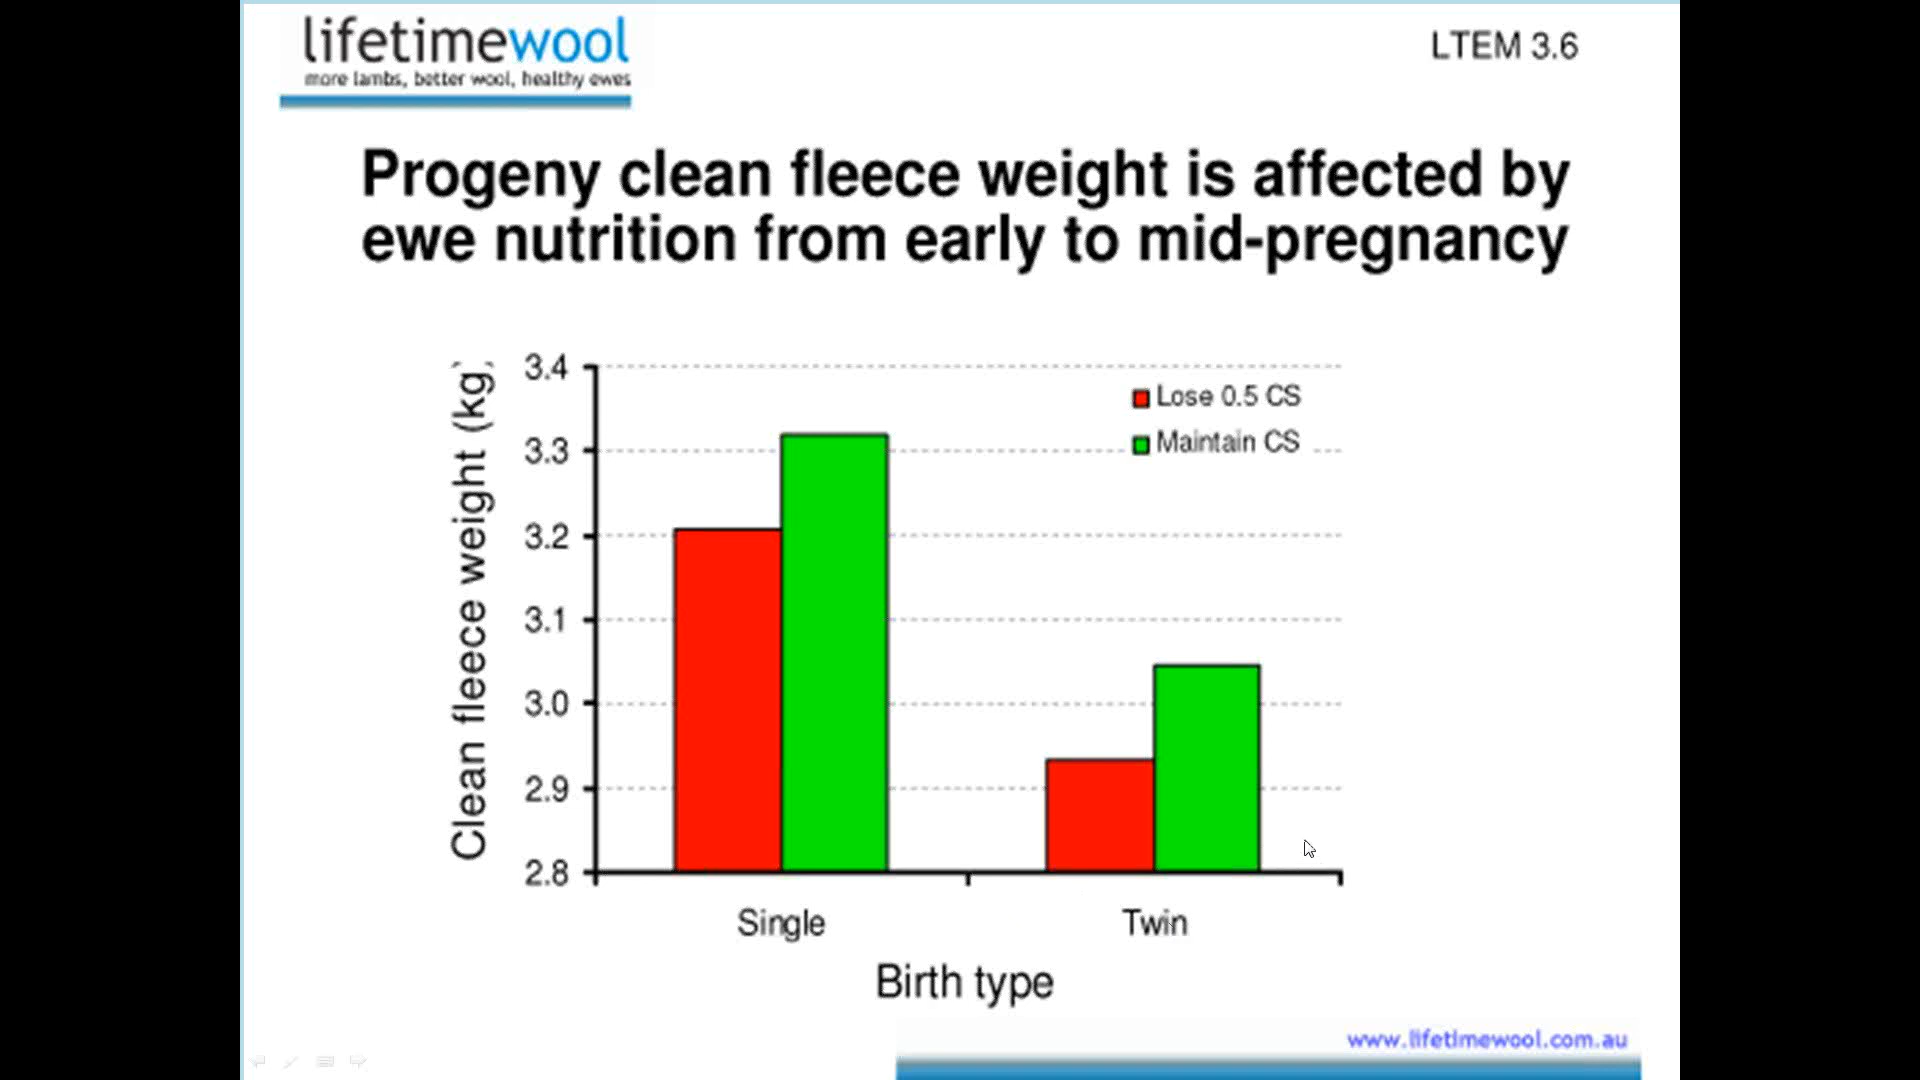 lifetimewool
more lambs, better wool, healthy ewes
LTEM 3.6
Progeny clean fleece weight is affected by
ewe nutrition from early to mid-pregnancy
Clean fleece weight (kg)
3.4
3.3
3.2
3.1
3.0
2.9
2.8
Lose 0.5 CS
Maintain CS
Single
Twin
Birth type
www.lifetimewool.com.au